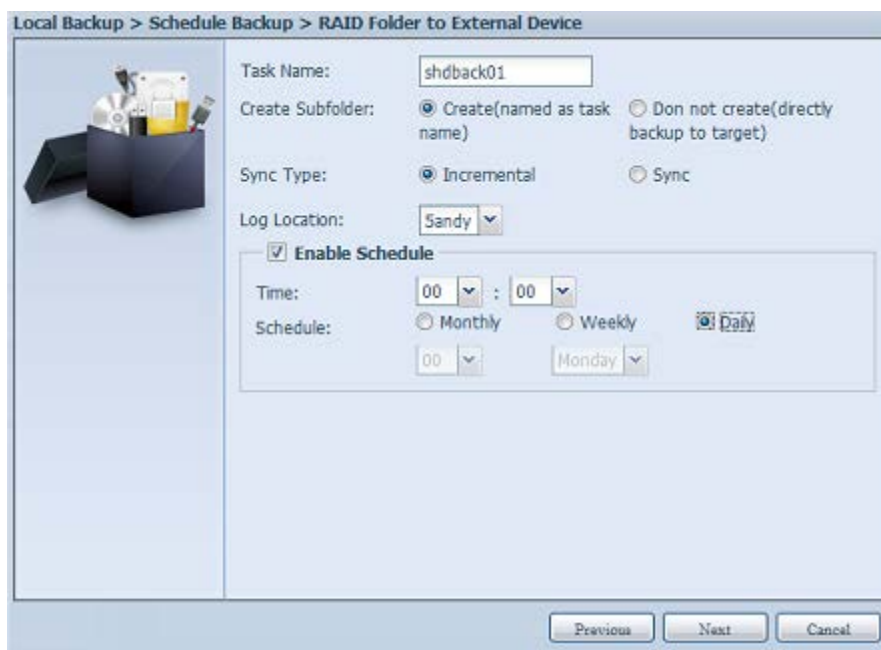 Local Backup > Schedule Backup > RAID Folder to External Device
Task Name: shdback01
Create Subfolder: Create(named as task name) Don not create(directly backup to target)
Sync Type: Incremental Sync
Log Location: Sandy
Enable Schedule
Time: 00 : 00
Schedule: Monthly Weekly Daily
00 Monday
Previous Next Cancel